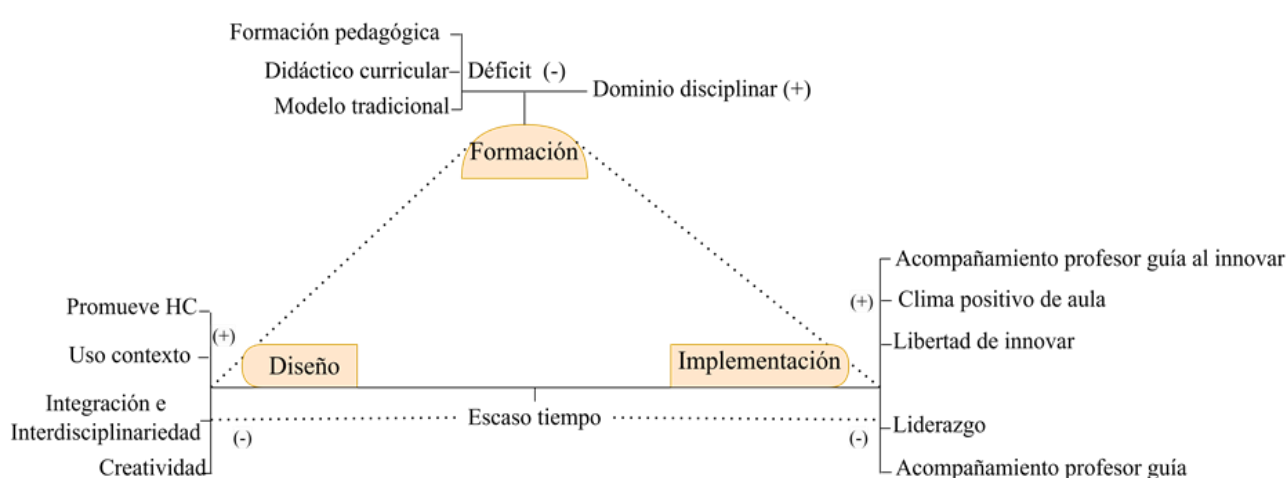 Formación pedagógica
Didáctico curricular
Modelo tradicional
Déficit (-)
Dominio disciplinar (+)
Formación
Promueve HC
Uso contexto
(+)
Diseño
Integración e
Interdisciplinariedad
Creatividad
(-)
Escaso tiempo
Implementación
Acompañamiento profesor guía al innovar
(+)
Clima positivo de aula
Libertad de innovar
(-)
Liderazgo
Acompañamiento profesor guía